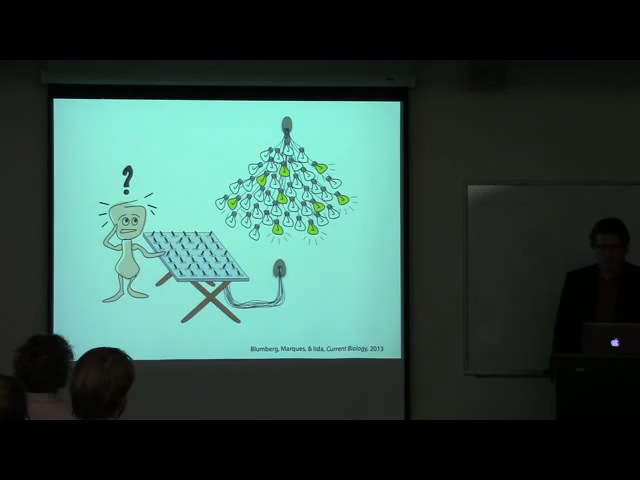 ?
Blumberg, Marques, & Iida, Current Biology, 2013